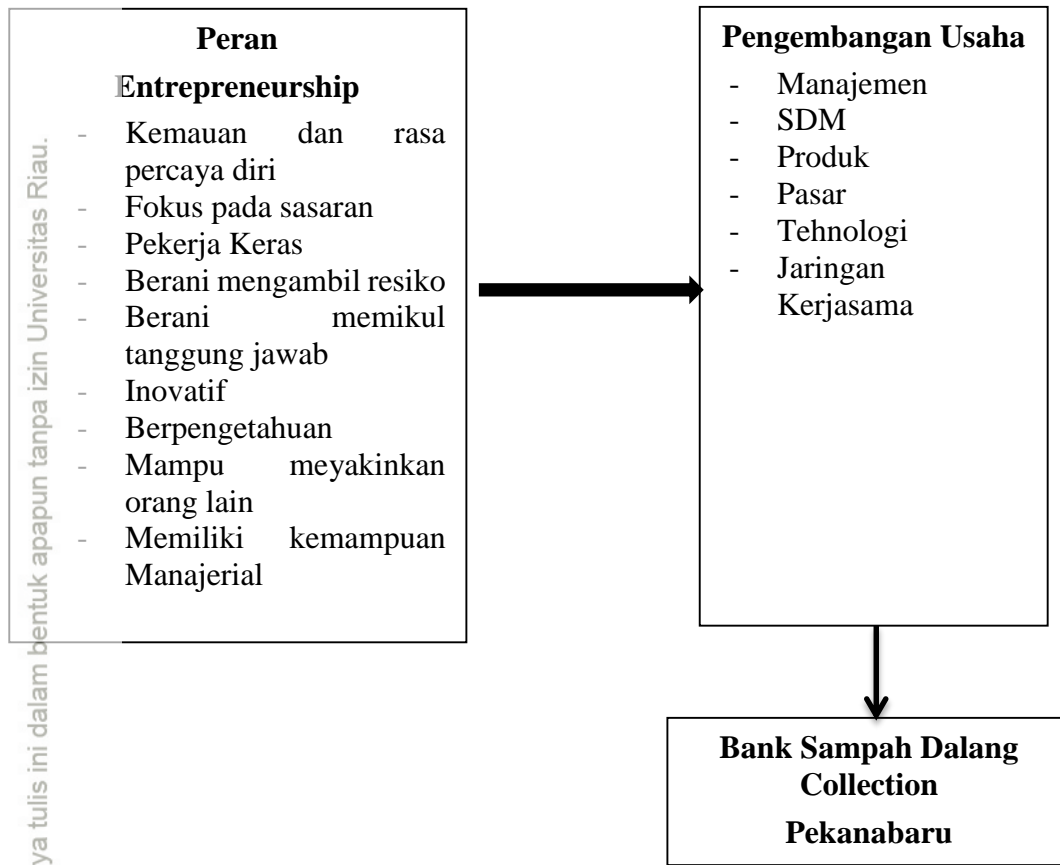 Peran
Entrepreneurship
- Kemauan dan rasa
percaya diri
- Fokus pada sasaran
- Pekerja Keras
- Berani mengambil resiko
- Berani memikul
tanggung jawab
- Inovatif
- Berpengetahuan
- Mampu meyakinkan
orang lain
- Memiliki kemampuan
Manajerial
Pengembangan Usaha
- Manajemen
- SDM
- Produk
- Pasar
- Tehnologi
- Jaringan
Kerjasama
Bank Sampah Dalang
Collection
Pekanabaru
ya tulis ini dalam bentuk apapun tanpa izin Universitas Riau.